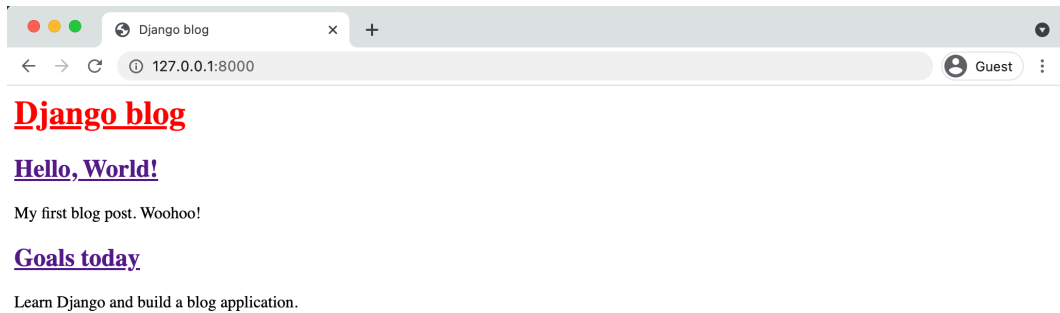 Django blog
127.0.0.1:8000
Guest
Django blog
Hello, World!
My first blog post. Woohoo!
Goals today
Learn Django and build a blog application.